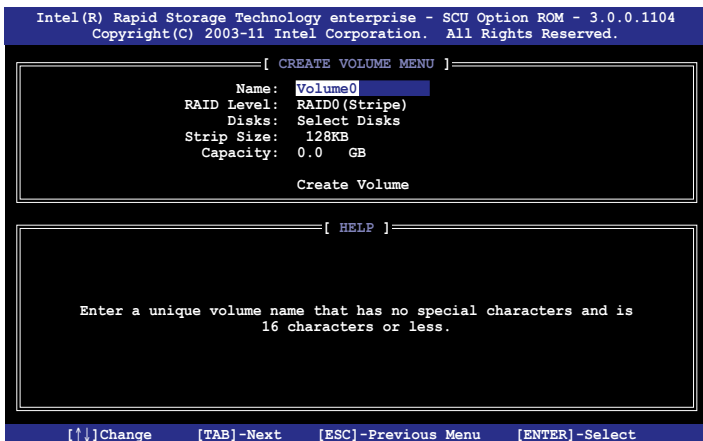 Intel(R) Rapid Storage Technology enterprise - SCU Option ROM - 3.0.0.1104
Copyright(C) 2003-11 Intel Corporation.  All Rights Reserved.
[ CREATE VOLUME MENU ]
Name: Volume0
RAID Level: RAID0(Stripe)
Disks: Select Disks
Strip Size: 128KB
Capacity: 0.0 GB
Create Volume
[ HELP ]
Enter a unique volume name that has no special characters and is
16 characters or less.
[↑↓]Change [TAB]-Next [ESC]-Previous Menu [ENTER]-Select